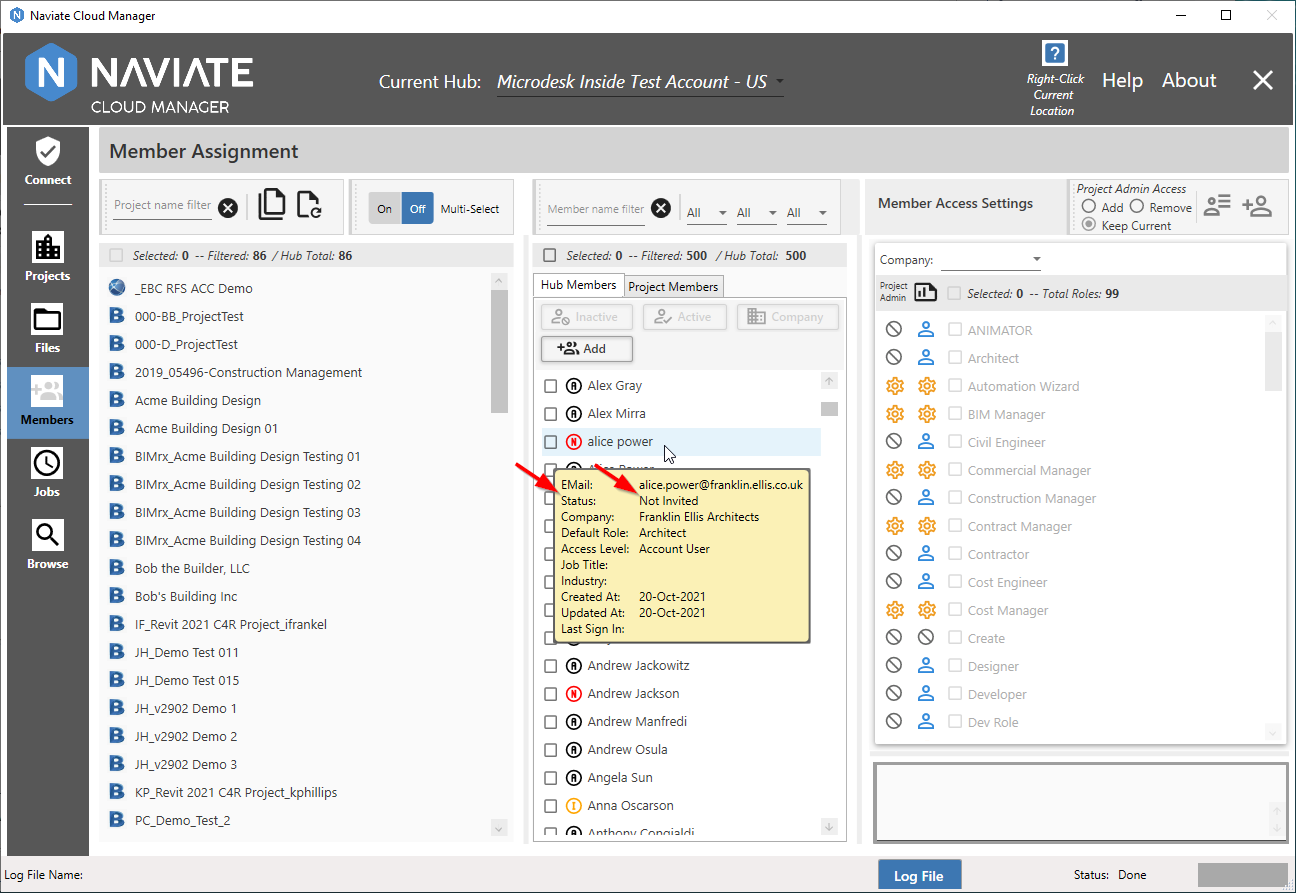 Naviate Cloud Manager
NAVIATE
CLOUD MANAGER
Current Hub: Microdesk Inside Test Account - US
Right-Click
Current
Location
Help
About
Connect
Projects
Files
Members
Jobs
Browse
Member Assignment
Project name filter
On Off Multi-Select
Member name filter
All All All
Member Access Settings
Project Admin Access
Add Remove
Keep Current
Selected: 0 -- Filtered: 86 / Hub Total: 86
_EBC RFS ACC Demo
000-BB_ProjectTest
000-D_ProjectTest
2019_05496-Construction Management
Acme Building Design
Acme Building Design 01
BIMrx_Acme Building Design Testing 01
BIMrx_Acme Building Design Testing 02
BIMrx_Acme Building Design Testing 03
BIMrx_Acme Building Design Testing 04
Bob the Builder, LLC
Bob's Building Inc
IF_Revit 2021 C4R Project_ifrankel
JH_Demo Test 011
JH_Demo Test 015
JH_v2902 Demo 1
JH_v2902 Demo 2
JH_v2902 Demo 3
KP_Revit 2021 C4R Project_kphillips
PC_Demo_Test_2
Selected: 0 -- Filtered: 500 / Hub Total: 500
Hub Members
Project Members
Inactive
Active
Company
Add
Alex Gray
Alex Mirra
alice power
EMail: alice.power@franklin.ellis.co.uk
Status: Not Invited
Company: Franklin Ellis Architects
Default Role: Architect
Access Level: Account User
Job Title:
Industry:
Created At: 20-Oct-2021
Updated At: 20-Oct-2021
Last Sign In:
Andrew Jackowitz
Andrew Jackson
Andrew Manfredi
Andrew Osula
Angela Sun
Anna Oscarson
Anthony Congialdi
Company:
Project
Admin
Selected: 0 -- Total Roles: 99
ANIMATOR
Architect
Automation Wizard
BIM Manager
Civil Engineer
Commercial Manager
Construction Manager
Contract Manager
Contractor
Cost Engineer
Cost Manager
Create
Designer
Developer
Dev Role
Log File Name:
Log File
Status: Done